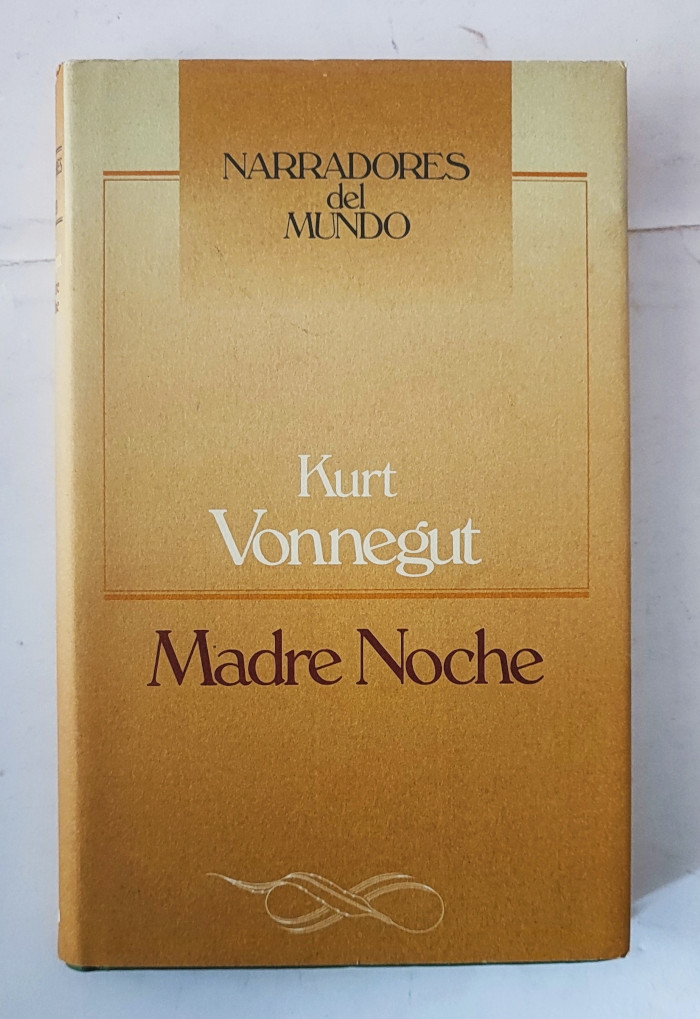 NARRADORES
del
MUNDO
Kurt
Vonnegut
Madre Noche